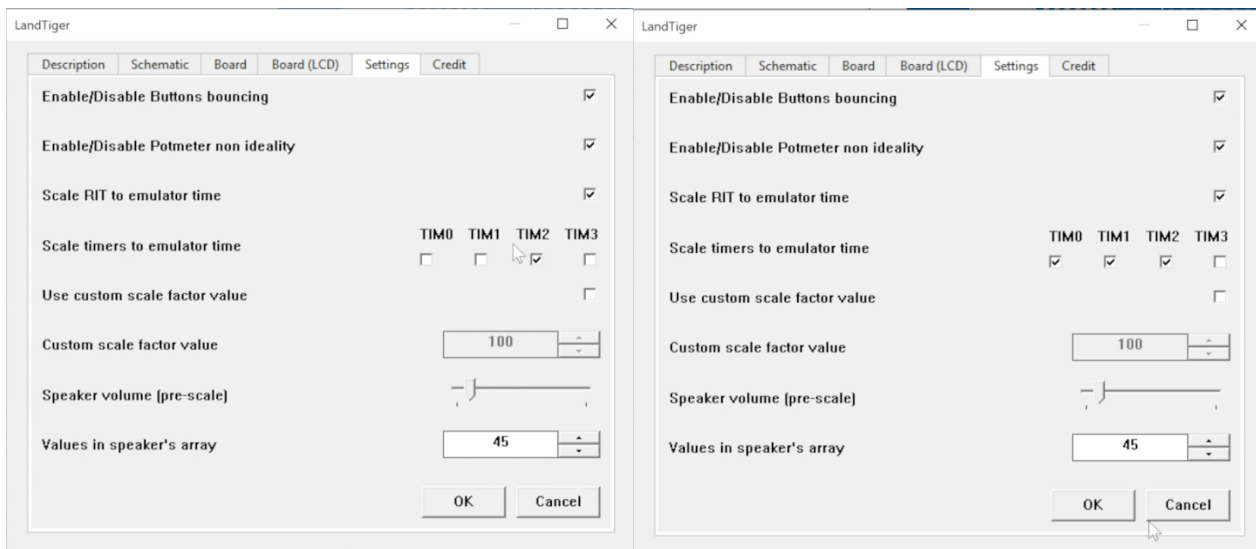 LandTiger
Description Schematic Board Board (LCD) Settings Credit
Enable/Disable Buttons bouncing
Enable/Disable Potmeter non ideality
Scale RIT to emulator time
TIM0 TIM1 TIM2 TIM3
Scale timers to emulator time
Use custom scale factor value
Custom scale factor value 100
Speaker volume (pre-scale)
Values in speaker's array 45
OK Cancel
LandTiger
Description Schematic Board Board (LCD) Settings Credit
Enable/Disable Buttons bouncing
Enable/Disable Potmeter non ideality
Scale RIT to emulator time
TIM0 TIM1 TIM2 TIM3
Scale timers to emulator time
Use custom scale factor value
Custom scale factor value 100
Speaker volume (pre-scale)
Values in speaker's array 45
OK Cancel